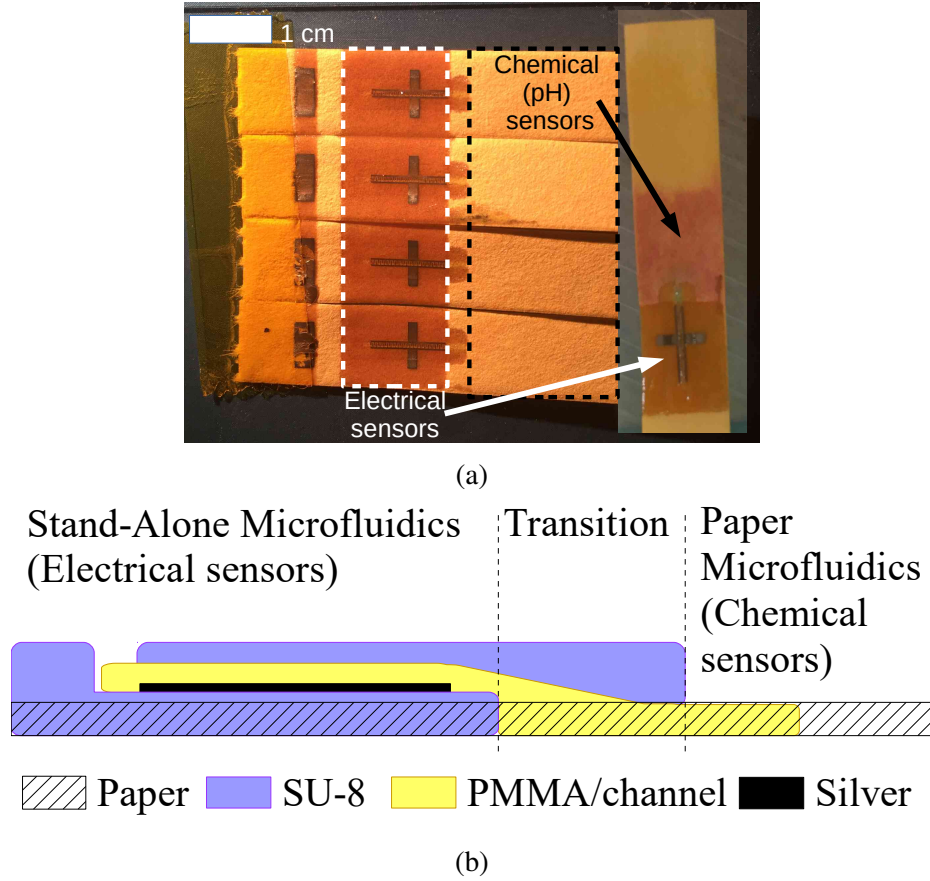 1 cm
Chemical
(pH)
sensors
Electrical
sensors
(a)
Stand-Alone Microfluidics
(Electrical sensors)
Transition
Paper
Microfluidics
(Chemical
sensors)
Paper
SU-8
PMMA/channel
Silver
(b)